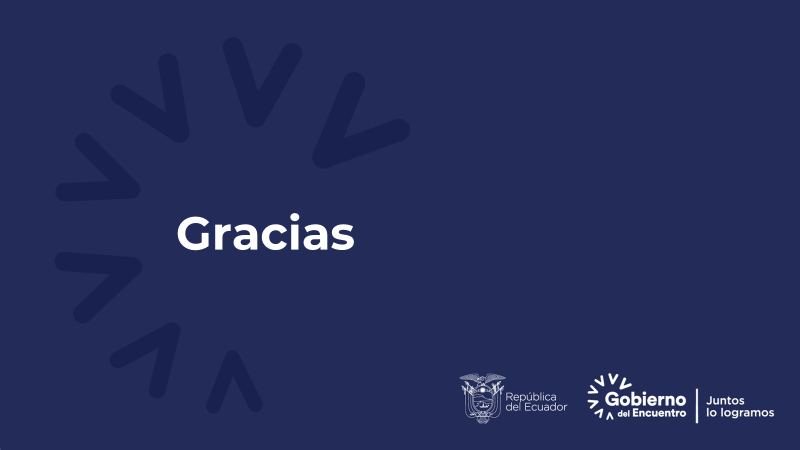 Gracias
República
del Ecuador
Gobierno
del Encuentro
Juntos
lo logramos